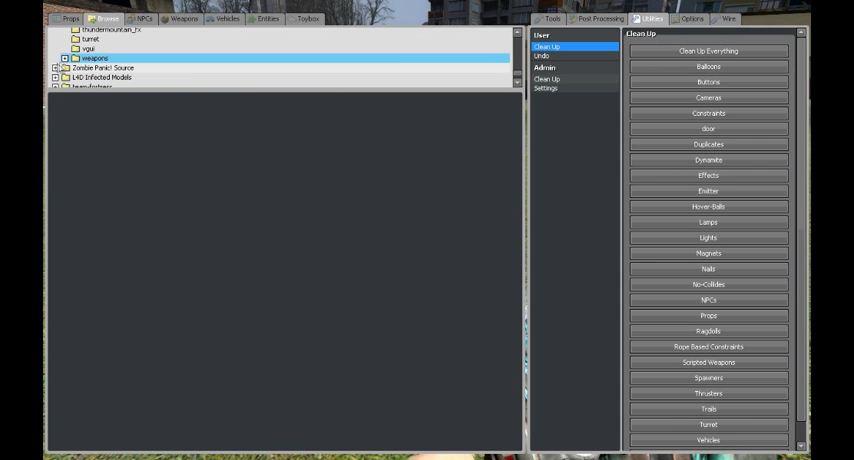 Props Browse NPCs Weapons Vehicles Entities Toybox
Tools Post Processing Utilities Options Wire
thundermountain_fx
turret
vgui
weapons
Zombie Panic! Source
L4D Infected Models
teamfortress
User
Clean Up
Undo
Admin
Clean Up
Settings
Clean Up
Clean Up Everything
Balloons
Buttons
Cameras
Constraints
door
Duplicates
Dynamite
Effects
Emitter
Hover-Balls
Lamps
Lights
Magnets
Nails
No-Collides
NPCs
Props
Ragdolls
Rope Based Constraints
Scripted Weapons
Spawners
Thrusters
Trails
Turret
Vehicles